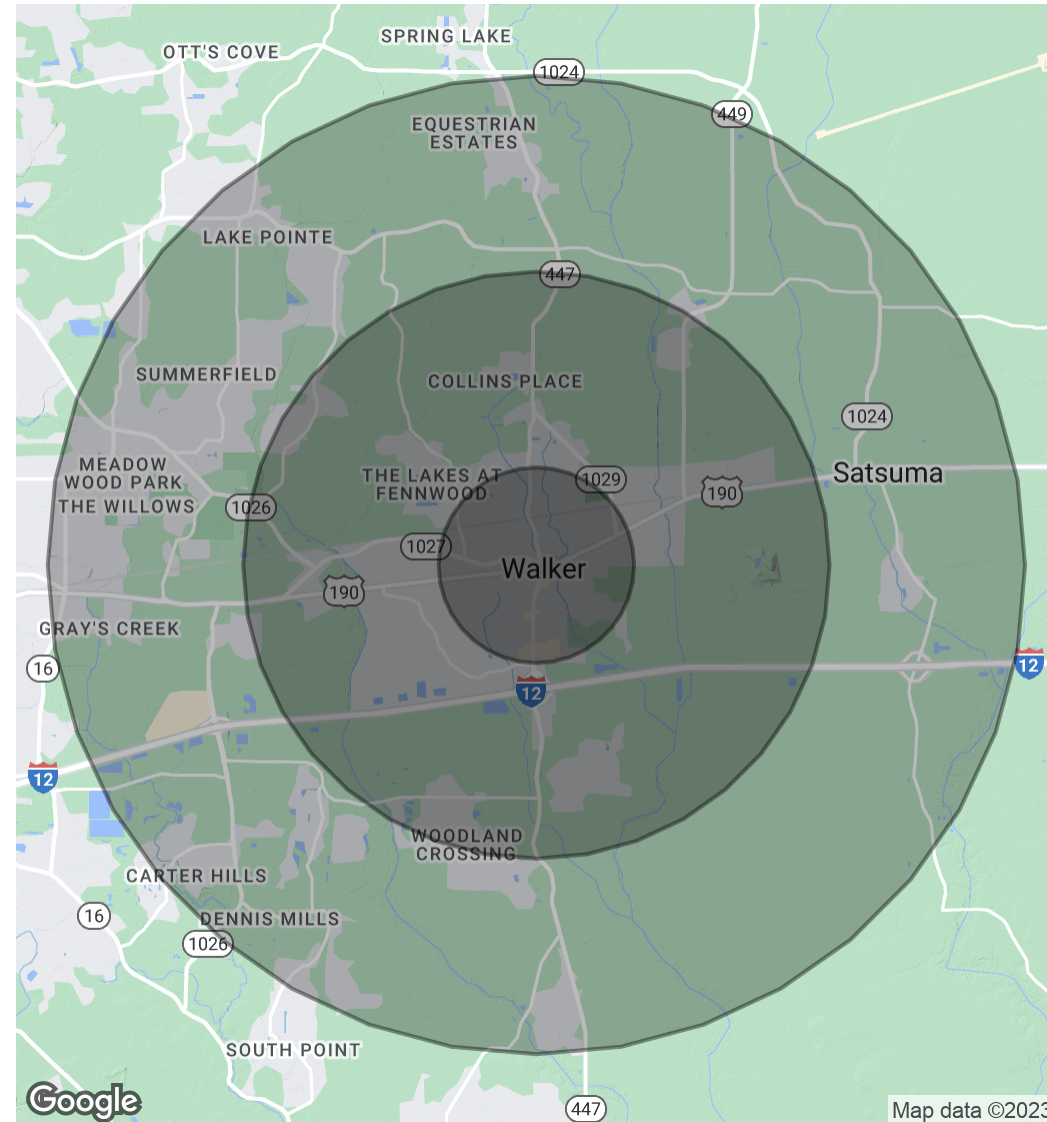 SPRING LAKE
OTT'S COVE
1024
449
EQUESTRIAN
ESTATES
LAKE POINTE
447
SUMMERFIELD
COLLINS PLACE
1024
MEADOW
WOOD PARK
THE WILLOWS
THE LAKES AT
FENNWOOD
1029
190
Satsuma
1026
1027
Walker
190
GRAY'S CREEK
16
12
12
12
WOODLAND
CROSSING
CARTER HILLS
16
DENNIS MILLS
1026
SOUTH POINT
Google
447
Map data ©2023